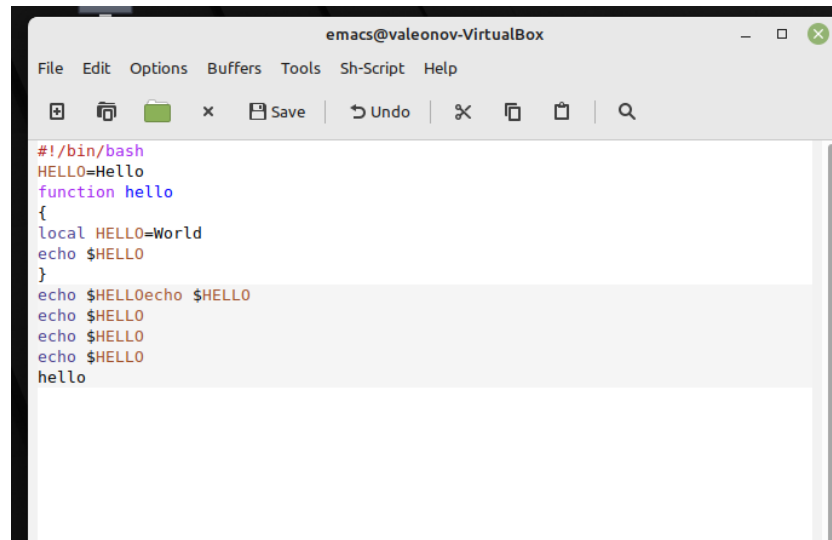 emacs@valeonov-VirtualBox
File Edit Options Buffers Tools Sh-Script Help
Save Undo
#!/bin/bash
HELLO=Hello
function hello
{
local HELLO=World
echo $HELLO
}
echo $HELLOecho $HELLO
echo $HELLO
echo $HELLO
echo $HELLO
hello